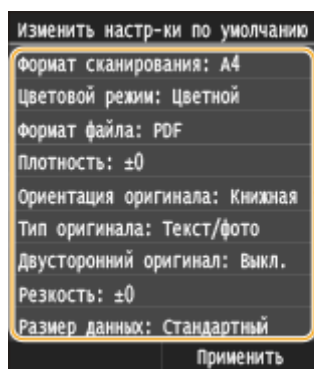 Изменить настр-ки по умолчанию
Формат сканирования: A4
Цветовой режим: Цветной
Формат файла: PDF
Плотность: ±0
Ориентация оригинала: Книжная
Тип оригинала: Текст/фото
Двусторонний оригинал: Выкл.
Резкость: ±0
Размер данных: Стандартный
Применить